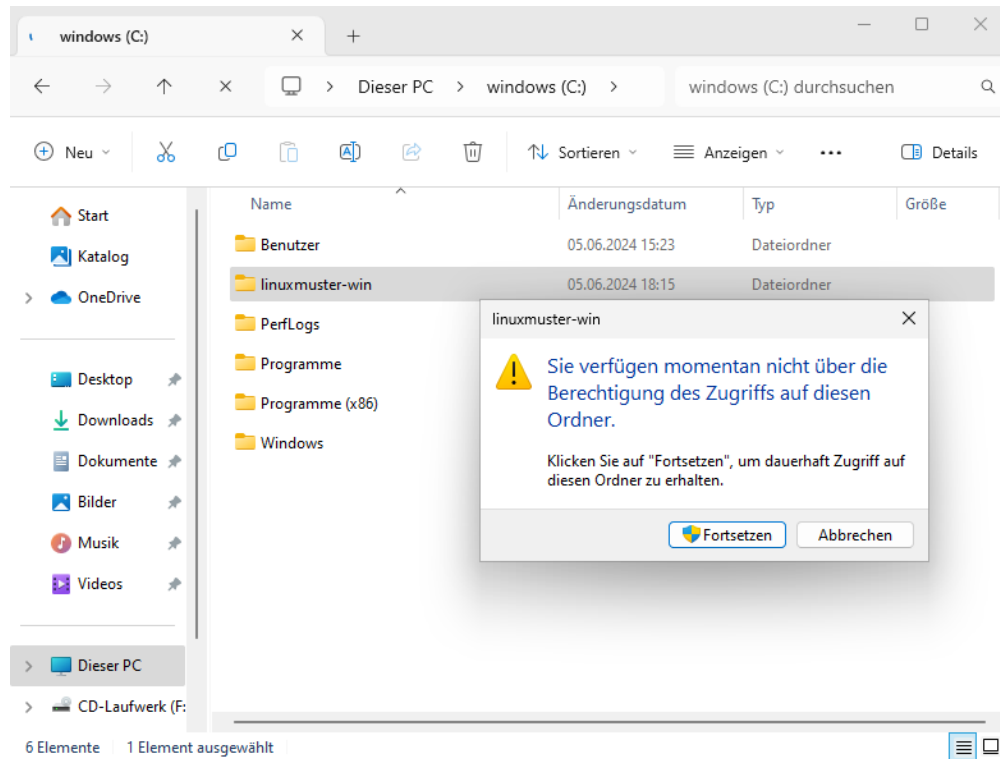 windows (C:)
Dieser PC > windows (C:) >
windows (C:) durchsuchen
Neu
Sortieren
Anzeigen
Details
Name Änderungsdatum Typ Größe
Start
Katalog
OneDrive
Desktop
Downloads
Dokumente
Bilder
Musik
Videos
Dieser PC
CD-Laufwerk (F:
Benutzer 05.06.2024 15:23 Dateiordner
linuxmuster-win 05.06.2024 18:15 Dateiordner
PerfLogs
Programme
Programme (x86)
Windows
linuxmuster-win
Sie verfügen momentan nicht über die
Berechtigung des Zugriffs auf diesen
Ordner.
Klicken Sie auf "Fortsetzen", um dauerhaft Zugriff auf
diesen Ordner zu erhalten.
Fortsetzen
Abbrechen
6 Elemente
1 Element ausgewählt